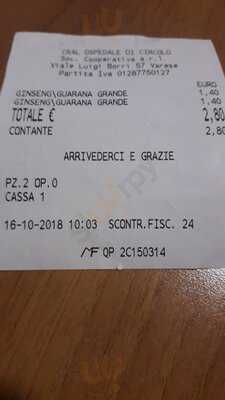 CRAL OSPEDALE DI CIRCOLO
Soc. Cooperativa a r.l.
Viale Luigi Borri 57 Varese
Partita Iva 01287750127
EURO
GINSENG\GUARANA GRANDE 1,40
GINSENG\GUARANA GRANDE 1,40
TOTALE € 2,80
CONTANTE 2,80
ARRIVEDERCI E GRAZIE
PZ.2 OP.0
CASSA 1
16-10-2018 10:03 SCONTR.FISC. 24
MF QP 2C150314